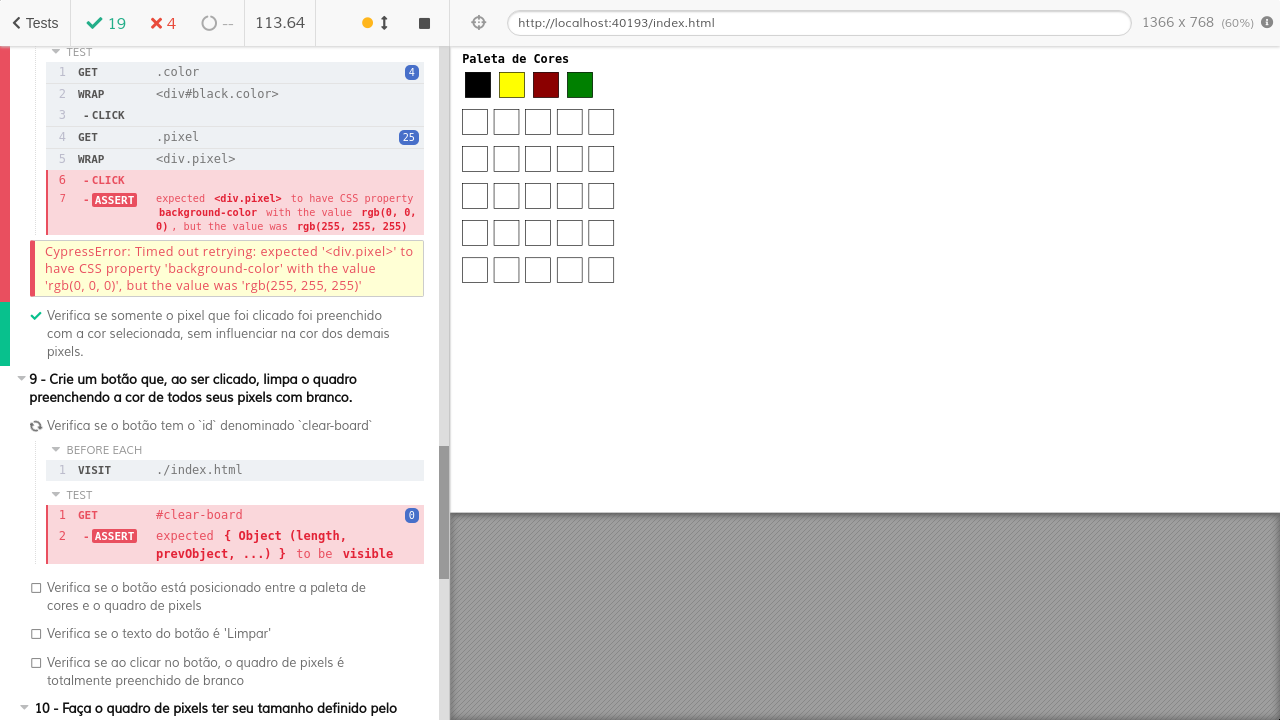 Tests 19 4 -- 113.64 http://localhost:40193/index.html 1366 x 768 (60%)
TEST
1 GET .color 4
2 WRAP <div#black.color>
3 - CLICK
4 GET .pixel 25
5 WRAP <div.pixel>
6 - CLICK
7 - ASSERT expected <div.pixel> to have CSS property
background-color with the value rgb(0, 0,
0) , but the value was rgb(255, 255, 255)
CypressError: Timed out retrying: expected '<div.pixel>' to
have CSS property 'background-color' with the value
'rgb(0, 0, 0)', but the value was 'rgb(255, 255, 255)'
Verifica se somente o pixel que foi clicado foi preenchido
com a cor selecionada, sem influenciar na cor dos demais
pixels.
9 - Crie um botão que, ao ser clicado, limpa o quadro
preenchendo a cor de todos seus pixels com branco.
Verifica se o botão tem o `id` denominado `clear-board`
BEFORE EACH
1 VISIT ./index.html
TEST
1 GET #clear-board 0
2 - ASSERT expected { Object (length,
prevObject, ...) } to be visible
Verifica se o botão está posicionado entre a paleta de
cores e o quadro de pixels
Verifica se o texto do botão é 'Limpar'
Verifica se ao clicar no botão, o quadro de pixels é
totalmente preenchido de branco
10 - Faça o quadro de pixels ter seu tamanho definido pelo
Paleta de Cores